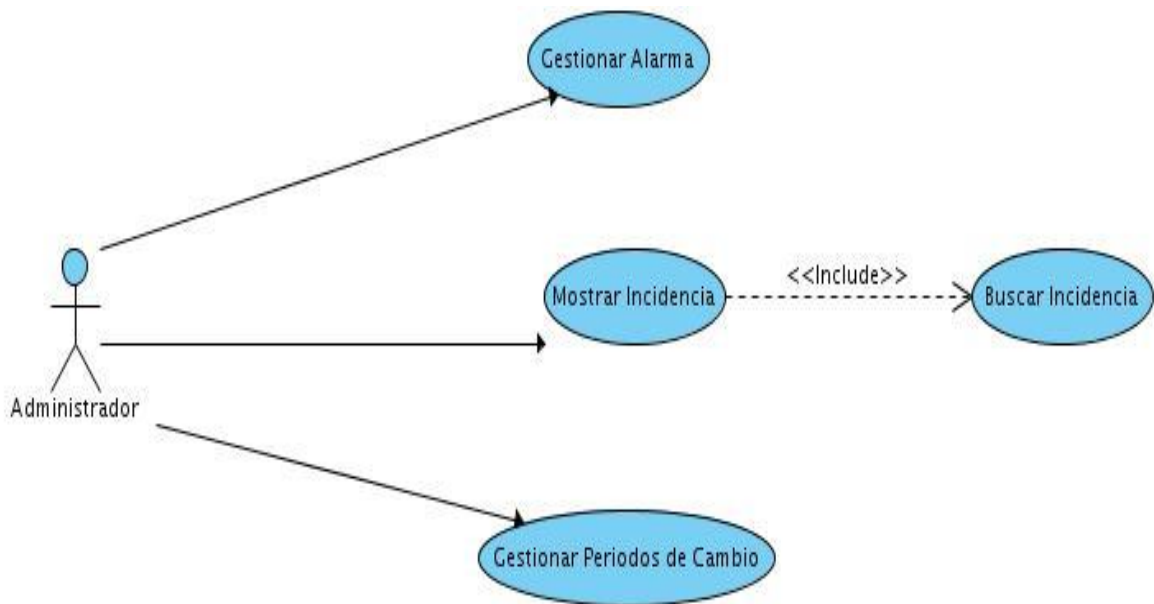 Gestionar Alarma
Mostrar Incidencia
<<Include>>
Buscar Incidencia
Administrador
Gestionar Periodos de Cambio